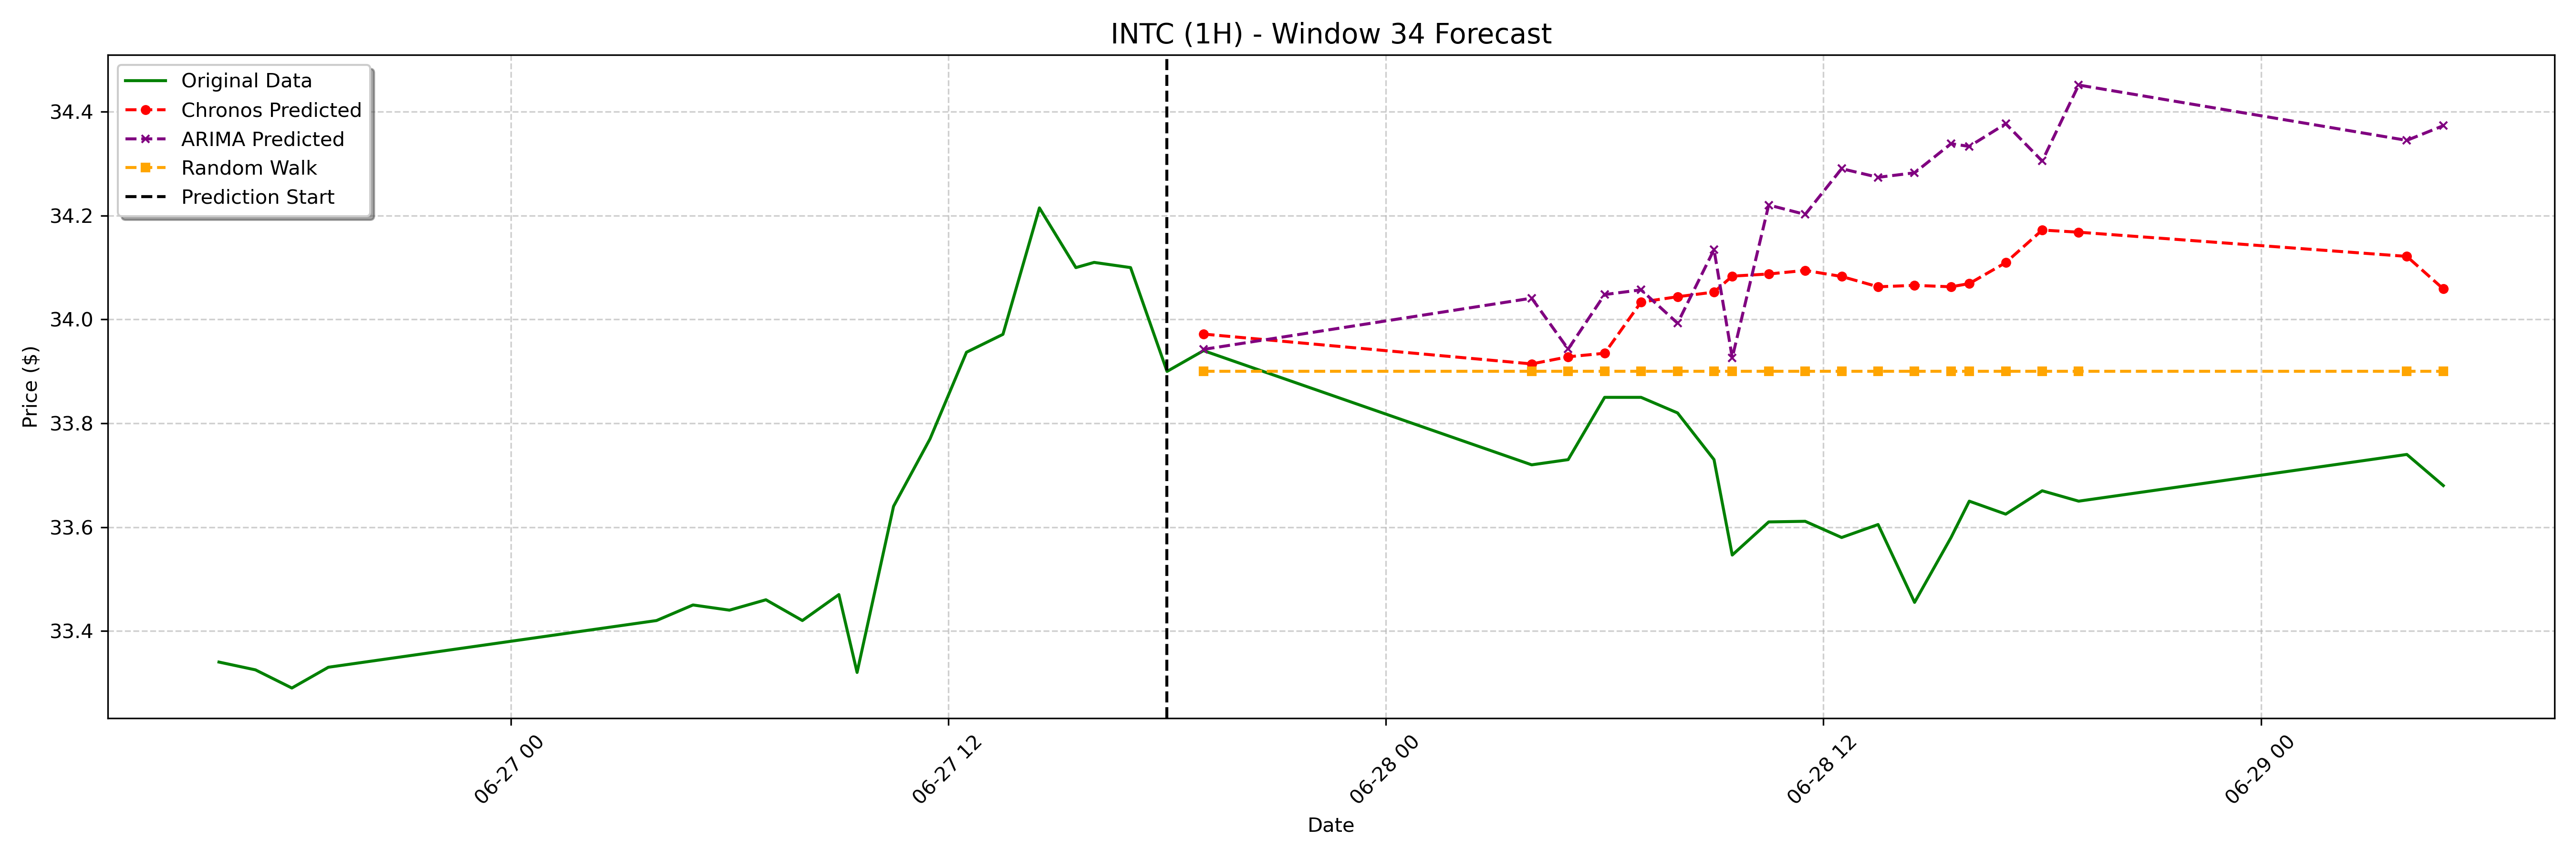 INTC (1H) - Window 34 Forecast
Original Data
Chronos Predicted
ARIMA Predicted
Random Walk
Prediction Start
Price ($)
34.4
34.2
34.0
33.8
33.6
33.4
06-27 00
06-27 12
06-28 00
06-28 12
06-29 00
Date